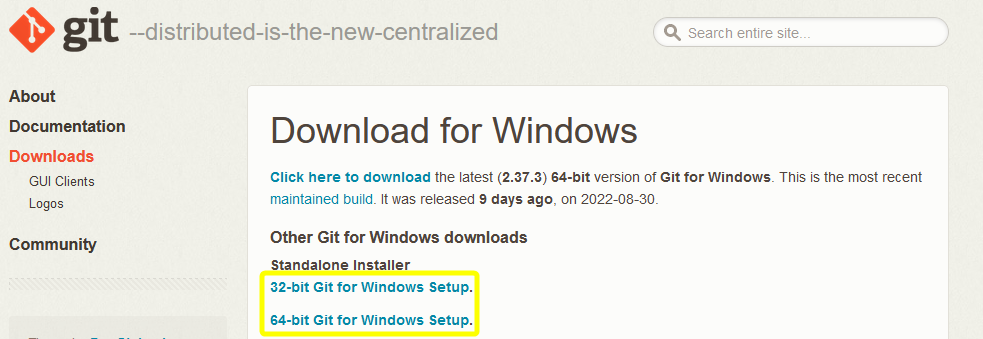 git --distributed-is-the-new-centralized
Search entire site...
About
Documentation
Downloads
GUI Clients
Logos
Community
Download for Windows
Click here to download the latest (2.37.3) 64-bit version of Git for Windows. This is the most recent
maintained build. It was released 9 days ago, on 2022-08-30.
Other Git for Windows downloads
Standalone Installer
32-bit Git for Windows Setup.
64-bit Git for Windows Setup.